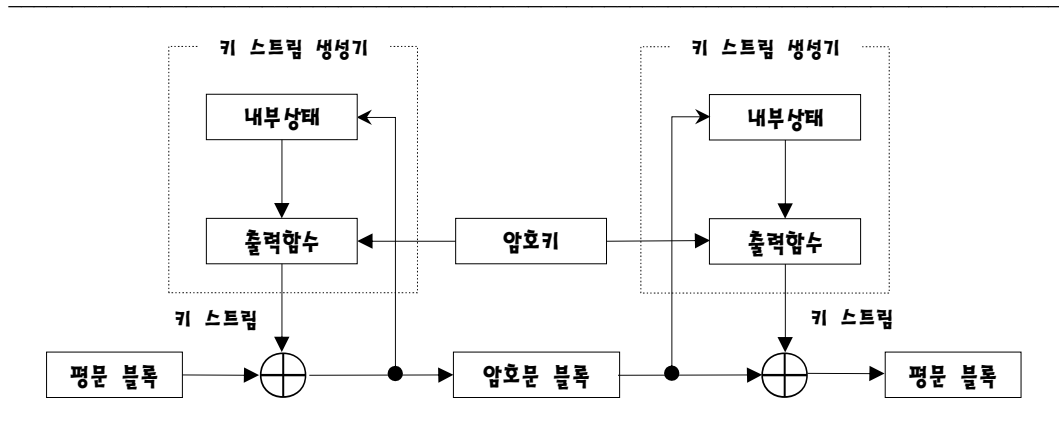 키 스트림 생성기
키 스트림 생성기
내부상태
내부상태
출력함수
암호키
출력함수
키 스트림
키 스트림
평문 블록
암호문 블록
평문 블록